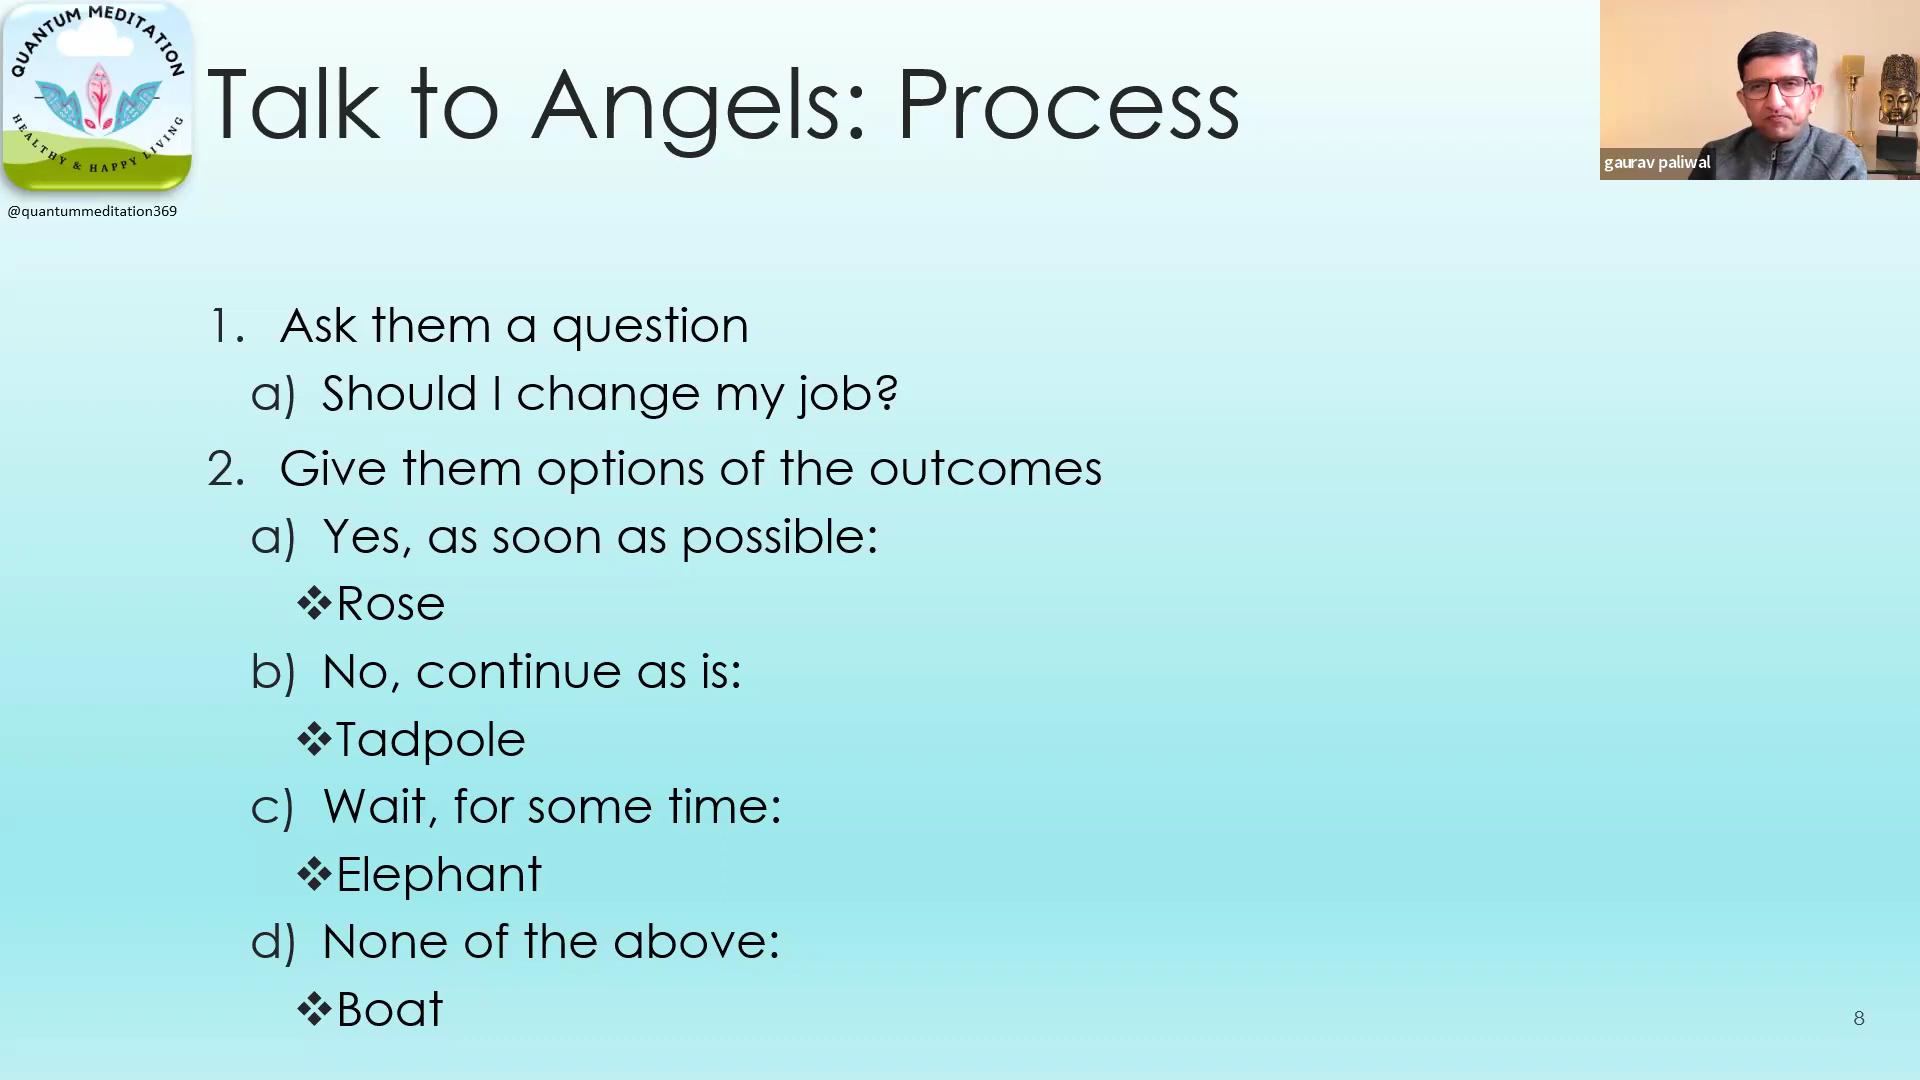 QUANTUM MEDITATION
HEALTHY & HAPPY LIVING
@quantummeditation369
Talk to Angels: Process
gaurav paliwal
1. Ask them a question
a) Should I change my job?
2. Give them options of the outcomes
a) Yes, as soon as possible:
❖Rose
b) No, continue as is:
❖Tadpole
c) Wait, for some time:
❖Elephant
d) None of the above:
❖Boat
8